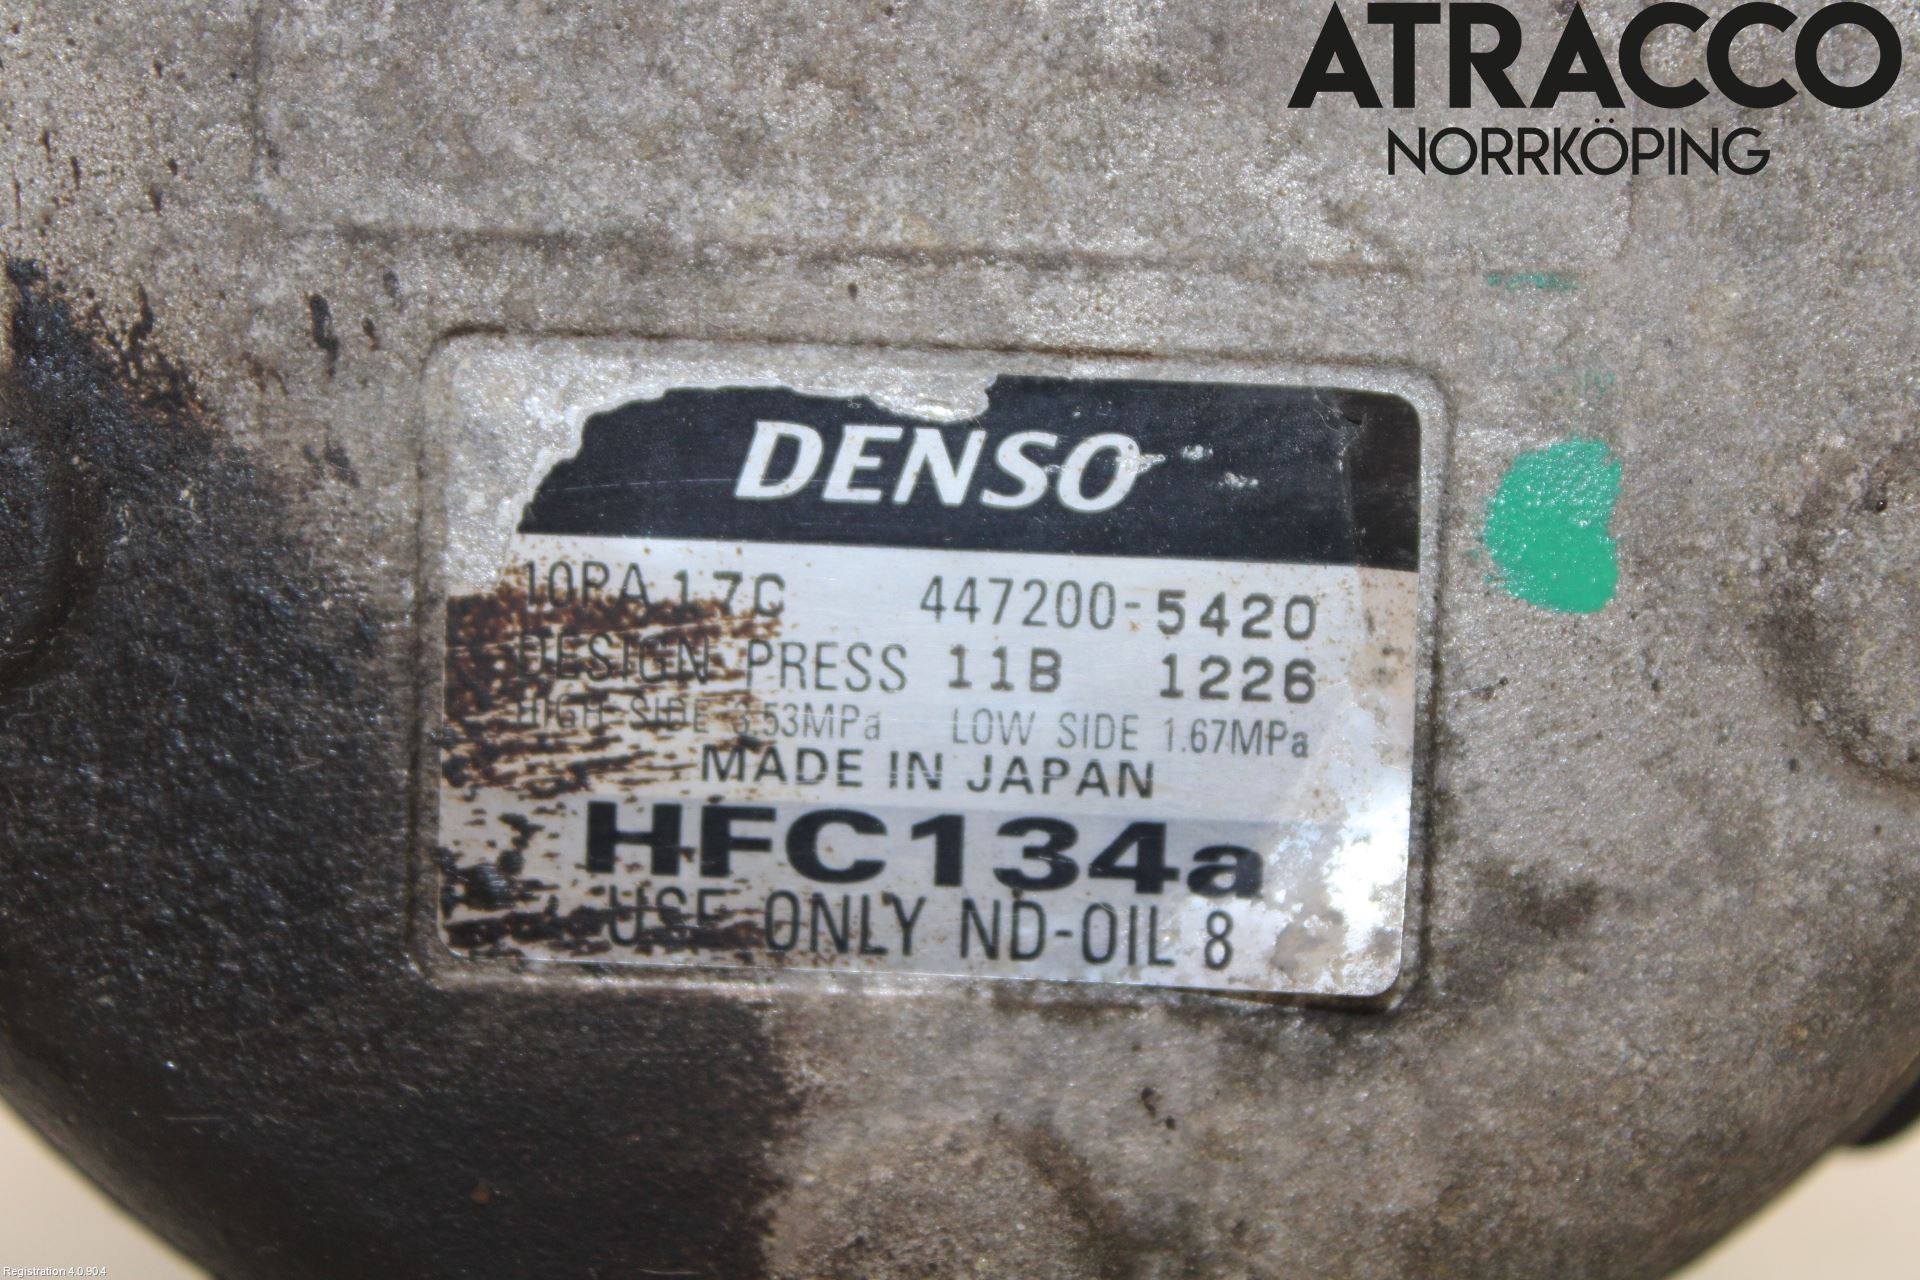 ATRACCO
NORRKÖPING
DENSO
10PA17C 447200-5420
DESIGN PRESS 11B 1226
HIGH SIDE 3.53MPa LOW SIDE 1.67MPa
MADE IN JAPAN
HFC134a
USE ONLY ND-OIL 8
Registration 4.0.90.4